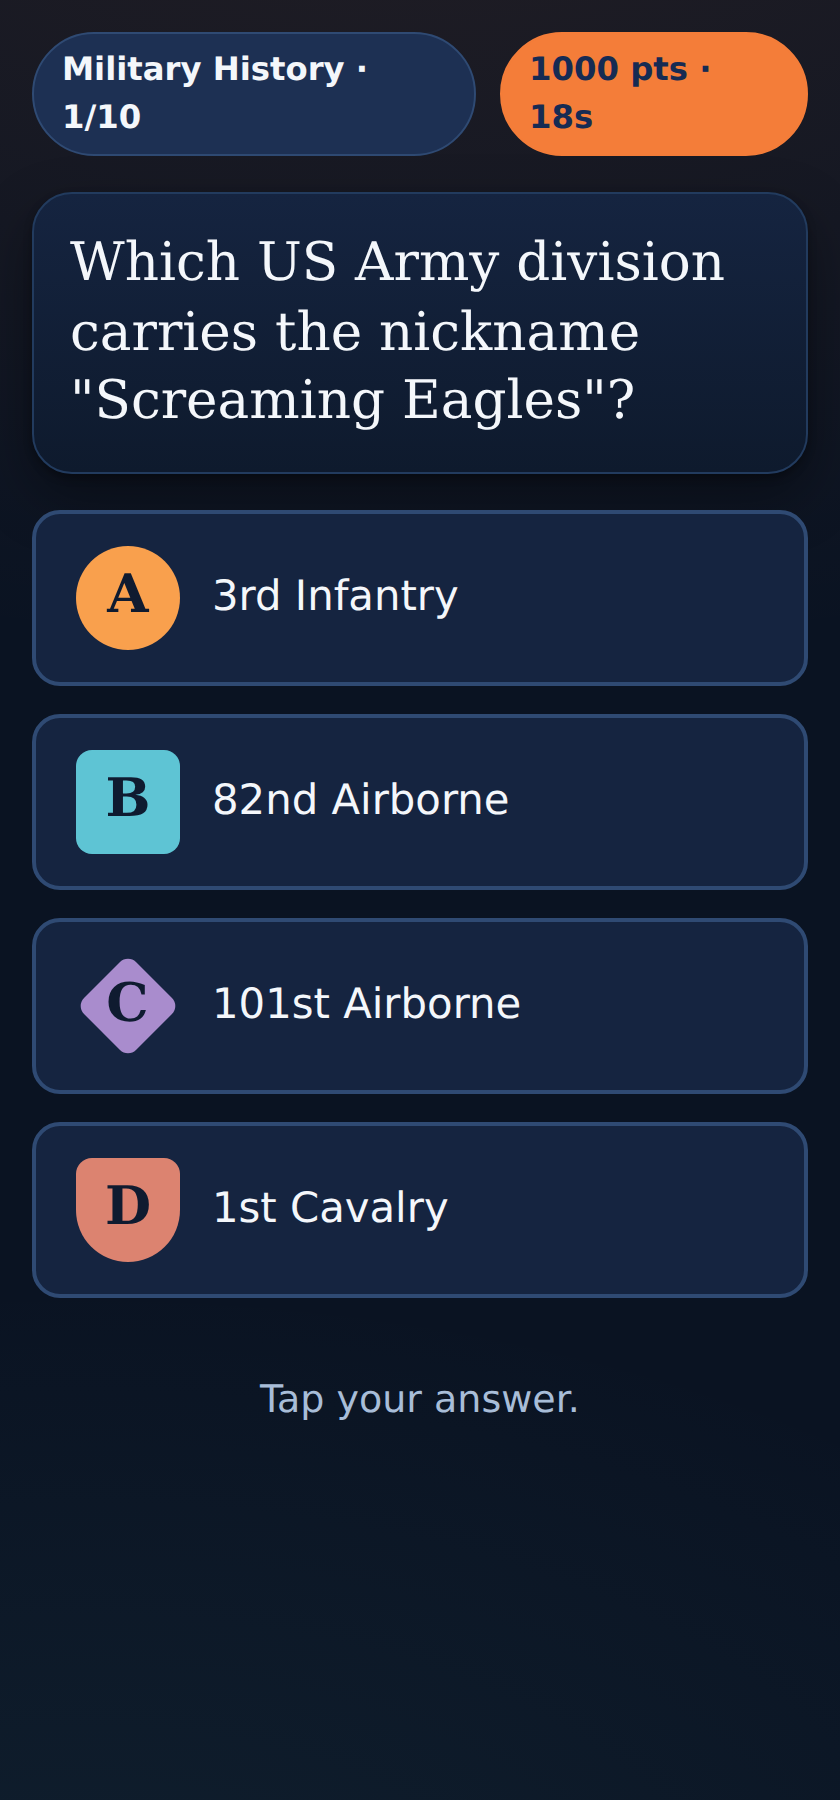 Military History ·
1/10
1000 pts ·
18s
Which US Army division
carries the nickname
"Screaming Eagles"?
A
3rd Infantry
B
82nd Airborne
C
101st Airborne
D
1st Cavalry
Tap your answer.